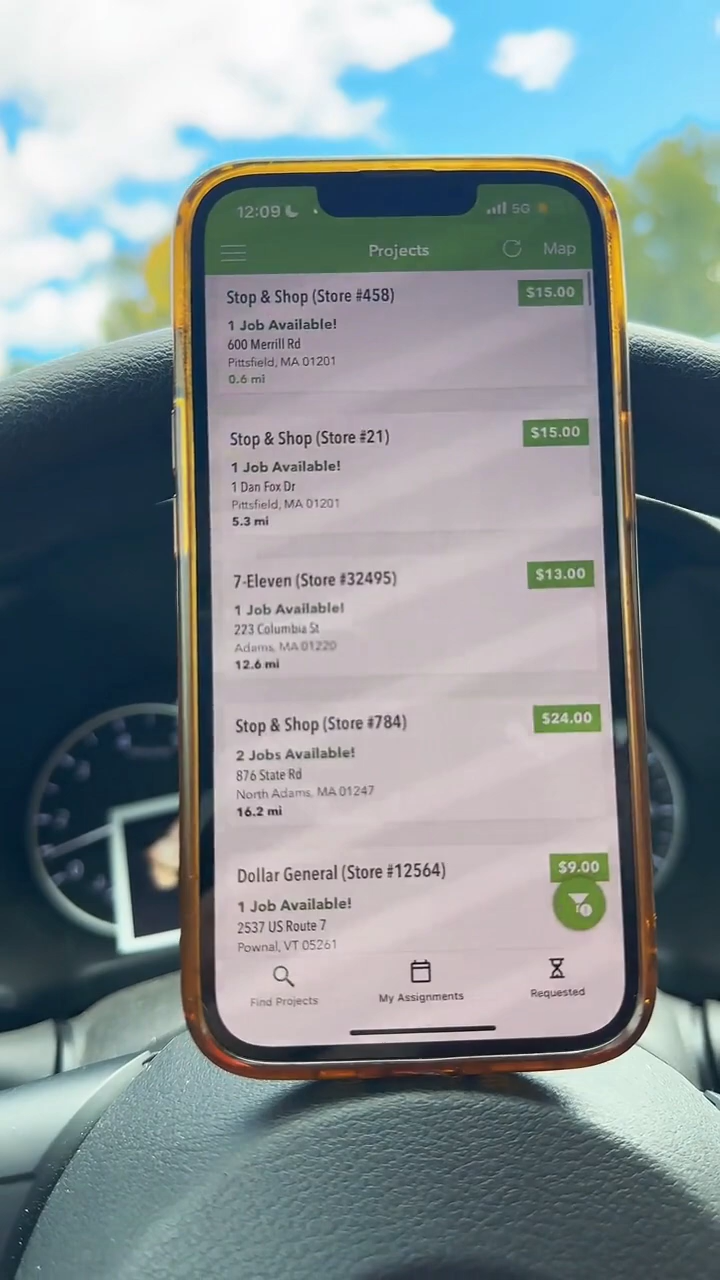 12:09
5G
Projects
Map
Stop & Shop (Store #458)
$15.00
1 Job Available!
600 Merrill Rd
Pittsfield, MA 01201
0.6 mi
Stop & Shop (Store #21)
$15.00
1 Job Available!
1 Dan Fox Dr
Pittsfield, MA 01201
5.3 mi
7-Eleven (Store #32495)
$13.00
1 Job Available!
223 Columbia St
Adams, MA 01220
12.6 mi
Stop & Shop (Store #784)
$24.00
2 Jobs Available!
876 State Rd
North Adams, MA 01247
16.2 mi
Dollar General (Store #12564)
$9.00
1 Job Available!
2537 US Route 7
Pownal, VT 05261
Find Projects
My Assignments
Requested